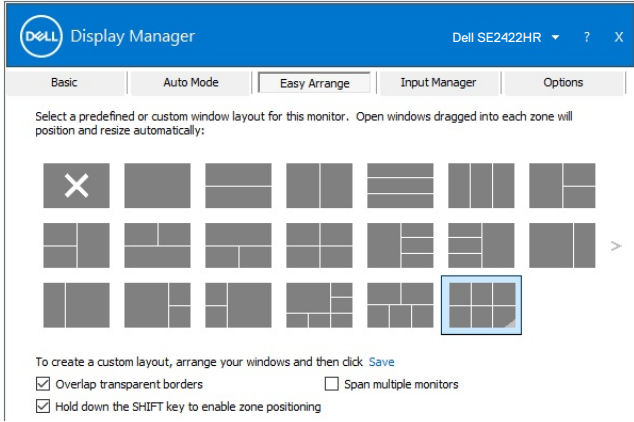 DELL Display Manager Dell SE2422HR ? X
Basic Auto Mode Easy Arrange Input Manager Options
Select a predefined or custom window layout for this monitor. Open windows dragged into each zone will
position and resize automatically:
To create a custom layout, arrange your windows and then click Save
Overlap transparent borders Span multiple monitors
Hold down the SHIFT key to enable zone positioning